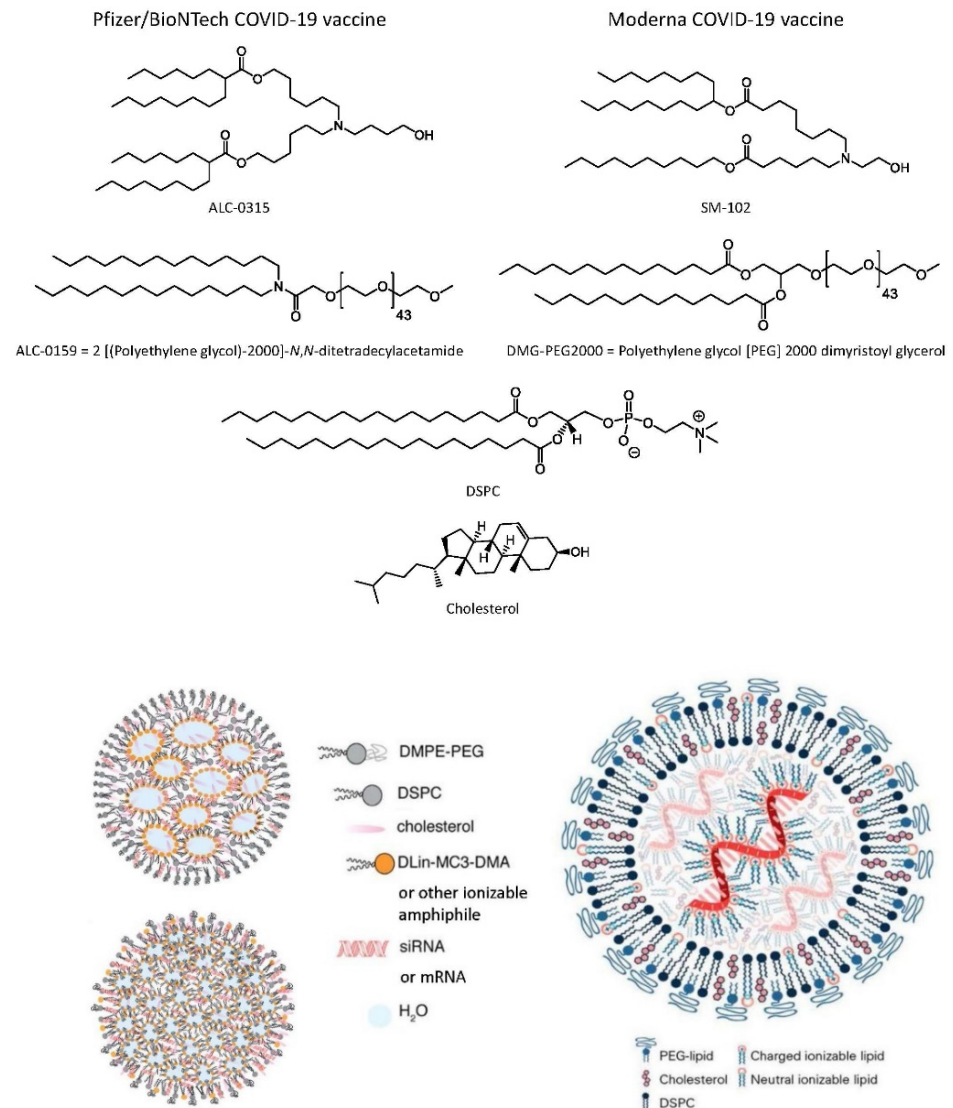 Pfizer/BioNTech COVID-19 vaccine
Moderna COVID-19 vaccine
O
O
N
OH
O
O
ALC-0315
O
O
O
O
N
OH
SM-102
N
O
O
O
O
43
ALC-0159 = 2 [(Polyethylene glycol)-2000]-N,N-ditetradecylacetamide
O
O
O
O
O
O
O
43
DMG-PEG2000 = Polyethylene glycol [PEG] 2000 dimyristoyl glycerol
O
O
O
O
H
O
O
P
O
O
⊖
N
⊕
DSPC
H
H
H
OH
Cholesterol
DMPE-PEG
DSPC
cholesterol
DLin-MC3-DMA
or other ionizable
amphiphile
siRNA
or mRNA
H₂O
PEG-lipid
Charged ionizable lipid
Cholesterol
Neutral ionizable lipid
DSPC